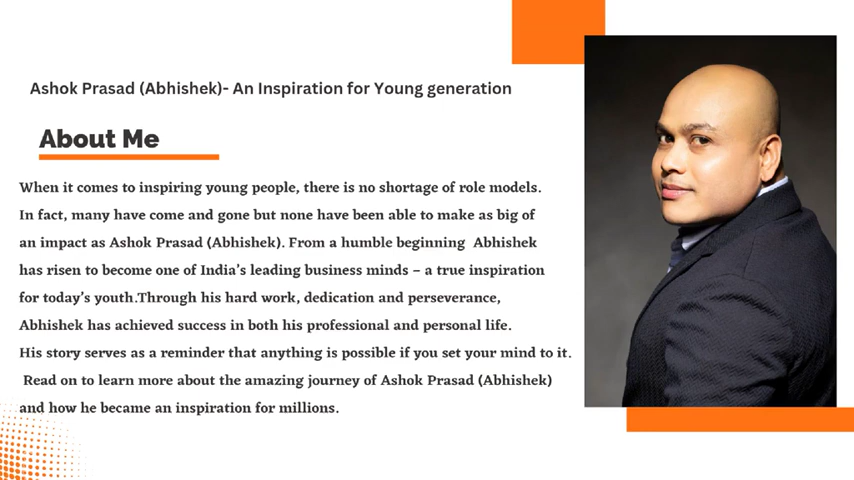 Ashok Prasad (Abhishek)- An Inspiration for Young generation
About Me
When it comes to inspiring young people, there is no shortage of role models.
In fact, many have come and gone but none have been able to make as big of
an impact as Ashok Prasad (Abhishek). From a humble beginning  Abhishek
has risen to become one of India's leading business minds – a true inspiration
for today's youth.Through his hard work, dedication and perseverance,
Abhishek has achieved success in both his professional and personal life.
His story serves as a reminder that anything is possible if you set your mind to it.
Read on to learn more about the amazing journey of Ashok Prasad (Abhishek)
and how he became an inspiration for millions.